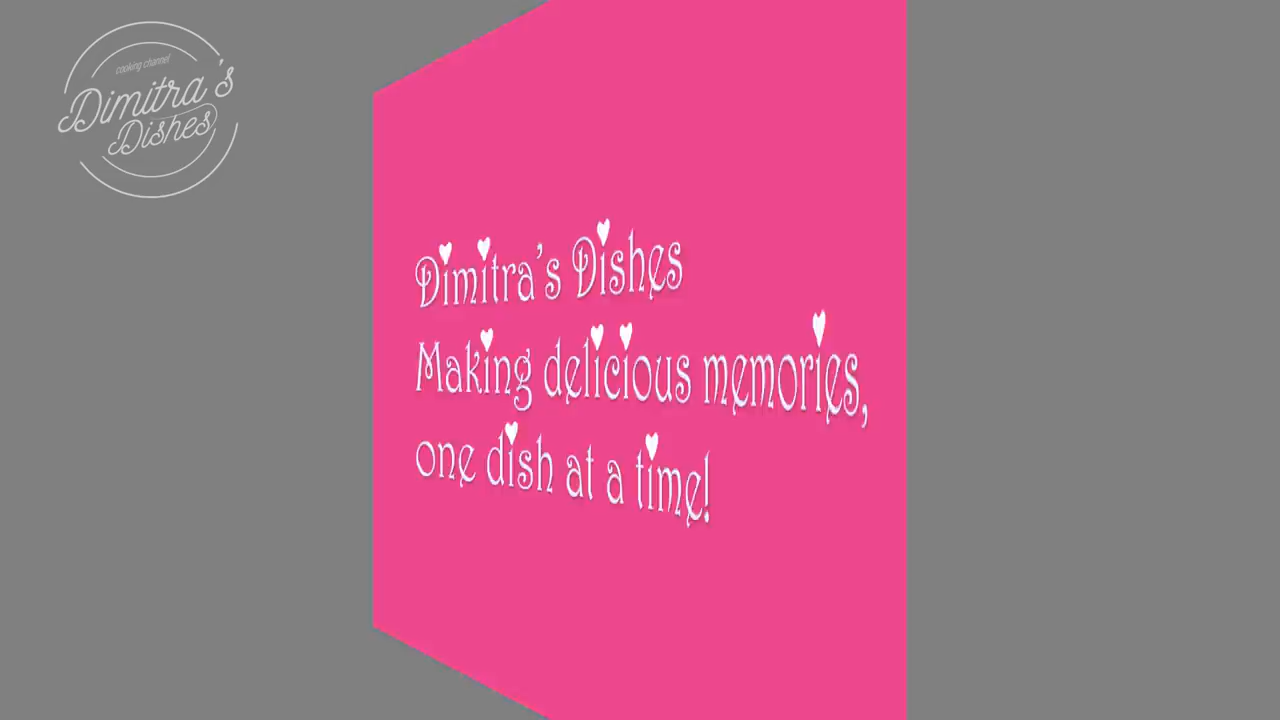 cooking channel
Dimitra's
Dishes
Dimitra's Dishes
Making delicious memories,
one dish at a time!